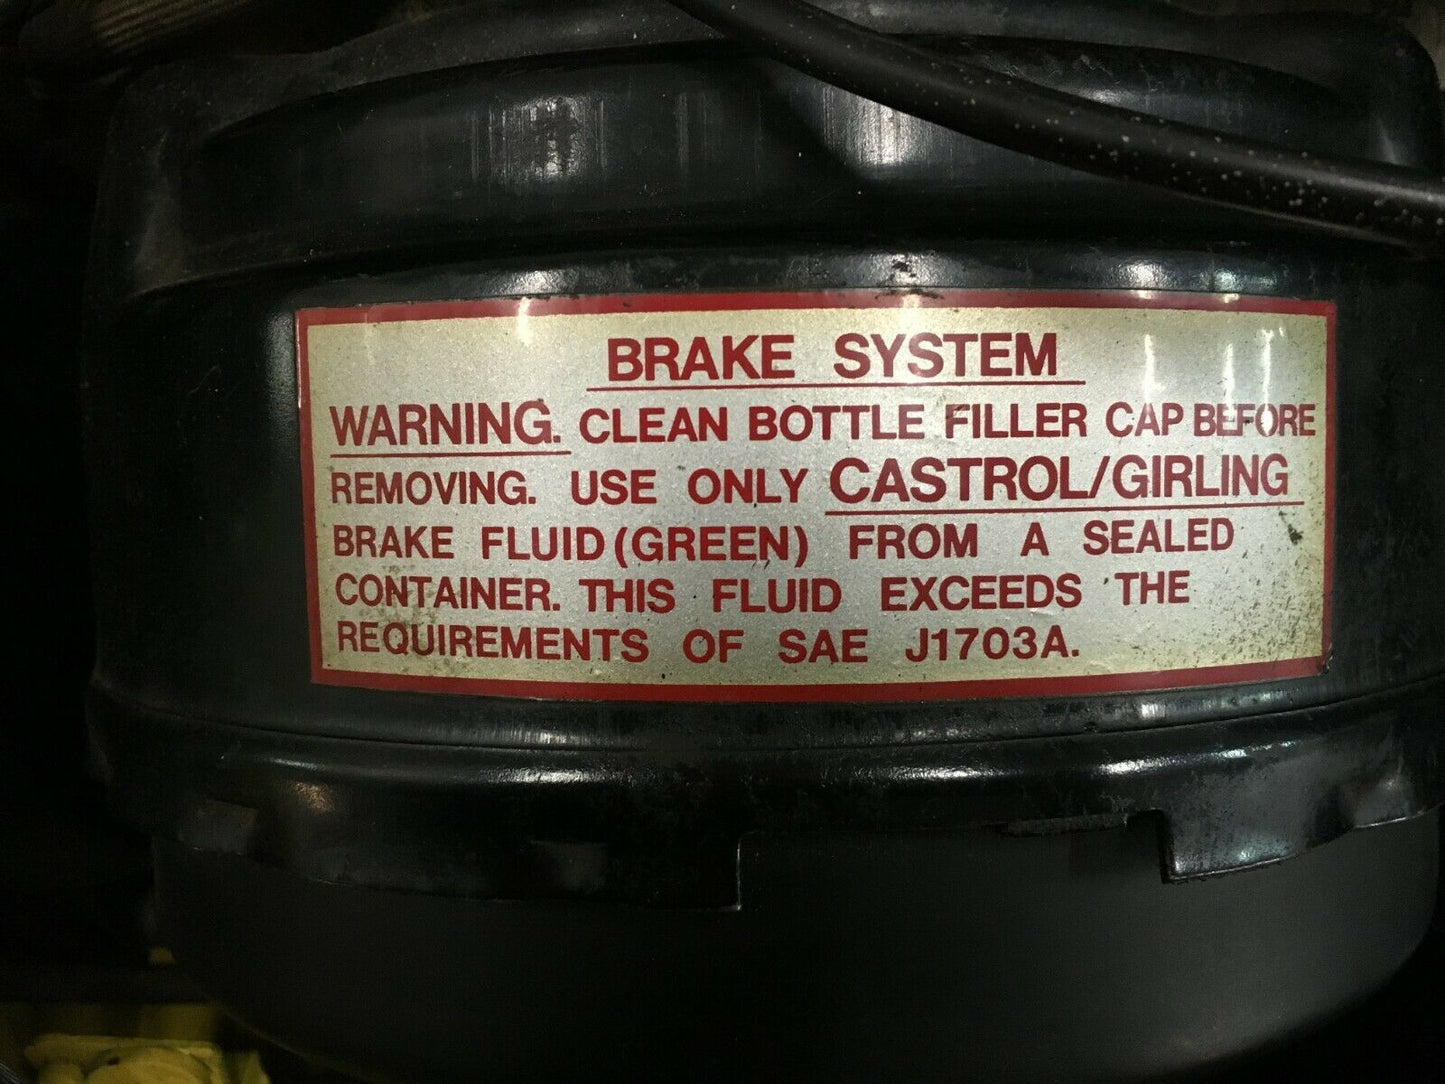 BRAKE SYSTEM
WARNING. CLEAN BOTTLE FILLER CAP BEFORE
REMOVING. USE ONLY CASTROL/GIRLING
BRAKE FLUID (GREEN) FROM A SEALED
CONTAINER. THIS FLUID EXCEEDS THE
REQUIREMENTS OF SAE J1703A.